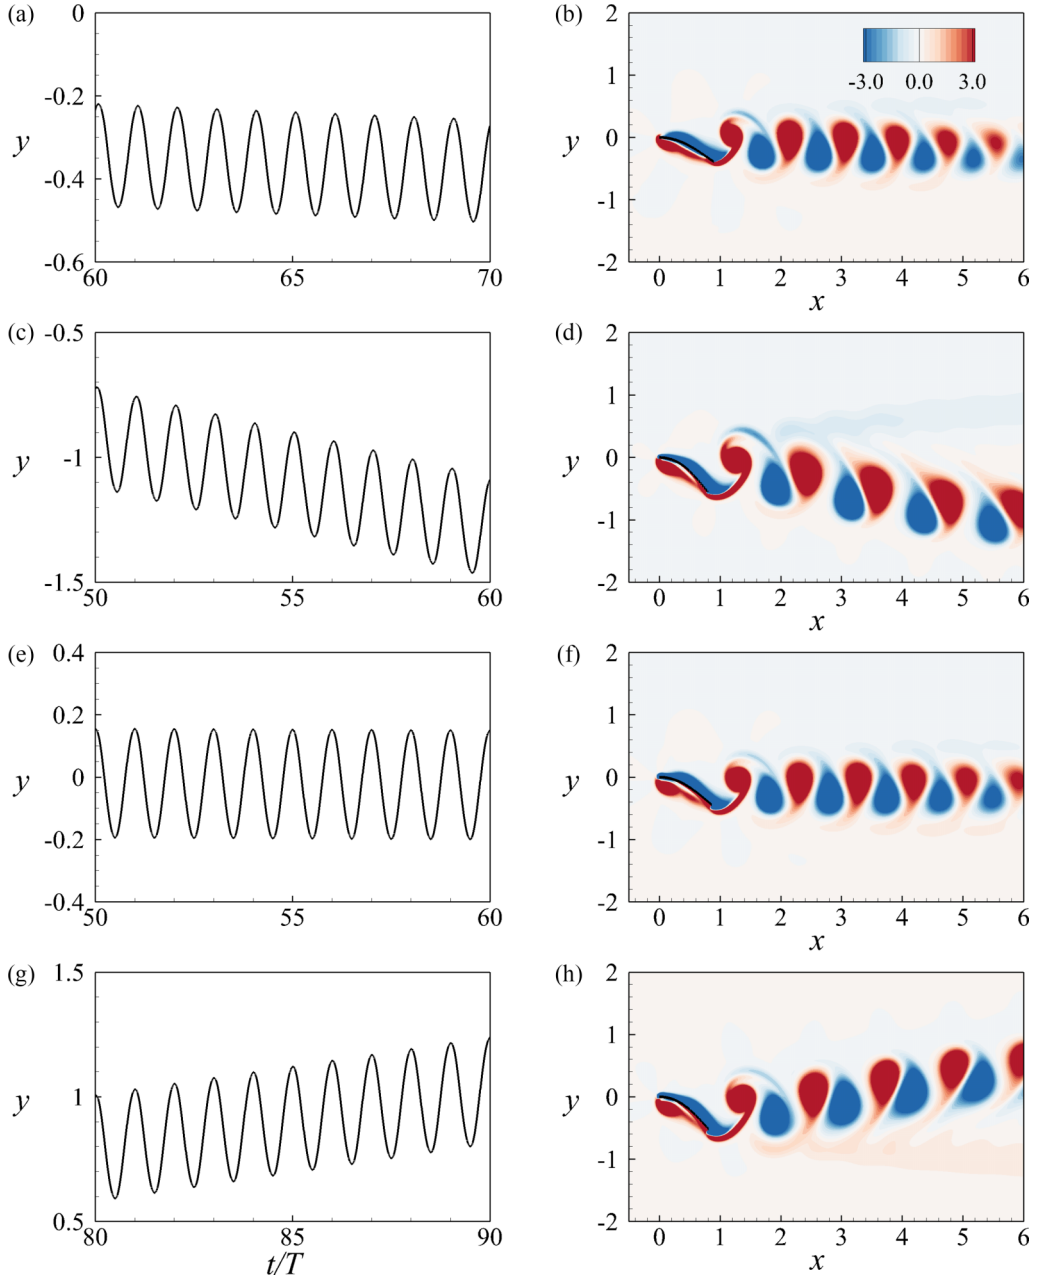 (a)
0
-0.2
y
-0.4
-0.6
60
65
70
(b)
2
1
y
0
-1
-2
-3.0 0.0 3.0
0 1 2 3 4 5 6
x
(c)
-0.5
y
-1
-1.5
50
55
60
(d)
2
1
y
0
-1
-2
0 1 2 3 4 5 6
x
(e)
0.4
0.2
y
0
-0.2
-0.4
50
55
60
(f)
2
1
y
0
-1
-2
0 1 2 3 4 5 6
x
(g)
1.5
y
1
0.5
80
85
90
t/T
(h)
2
1
y
0
-1
-2
0 1 2 3 4 5 6
x